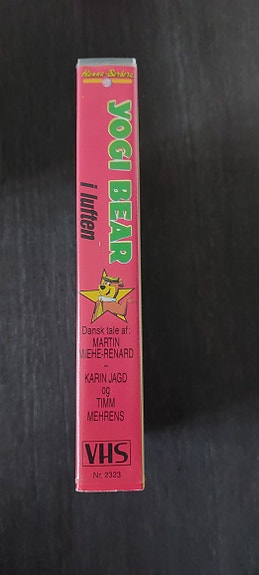 Hanna-Barbera
YOGI BEAR
i luften
Dansk tale af:
MARTIN
MIEHE-RENARD
–
KARIN JAGD
og
TIMM
MEHRENS
VHS
Nr. 2323